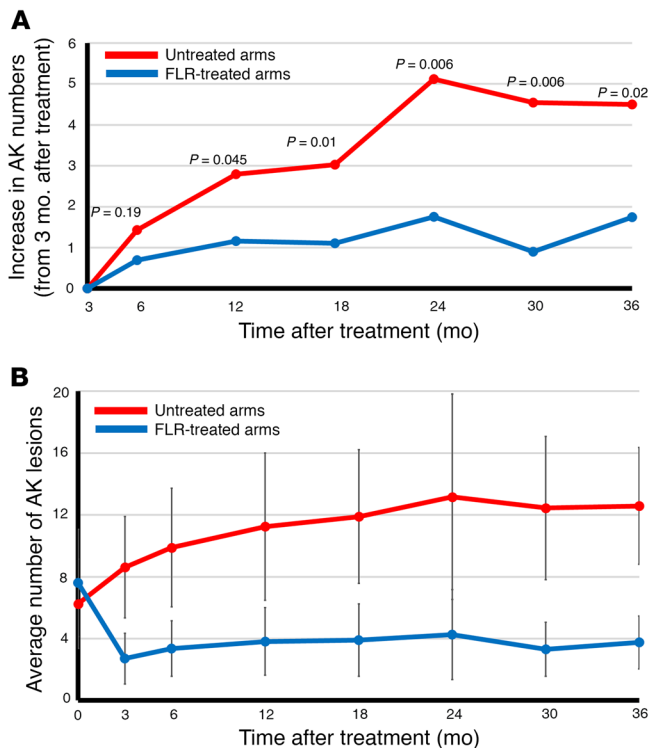 A
Increase in AK numbers
(from 3 mo. after treatment)
6
5
4
3
2
1
0
Untreated arms
FLR-treated arms
P = 0.19
P = 0.045
P = 0.01
P = 0.006
P = 0.006
P = 0.02
3 6 12 18 24 30 36
Time after treatment (mo)
B
Average number of AK lesions
20
16
12
8
4
0
Untreated arms
FLR-treated arms
0 3 6 12 18 24 30 36
Time after treatment (mo)